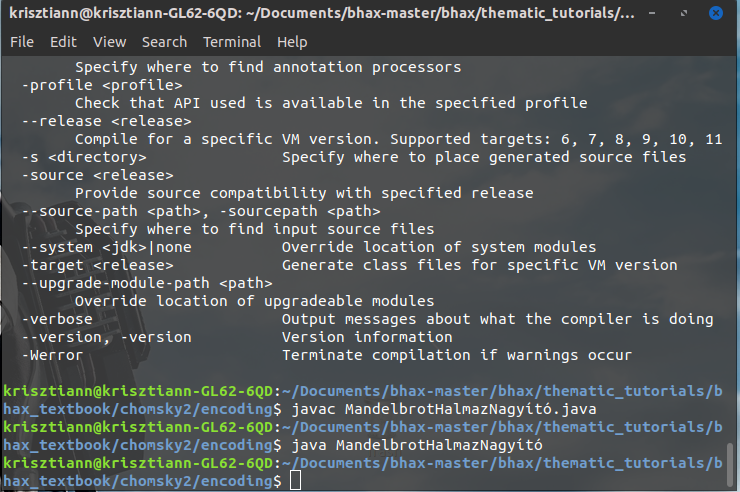 krisztiann@krisztiann-GL62-6QD: ~/Documents/bhax-master/bhax/thematic_tutorials/...
File Edit View Search Terminal Help
Specify where to find annotation processors
-profile <profile>
Check that API used is available in the specified profile
--release <release>
Compile for a specific VM version. Supported targets: 6, 7, 8, 9, 10, 11
-s <directory> Specify where to place generated source files
-source <release>
Provide source compatibility with specified release
--source-path <path>, -sourcepath <path>
Specify where to find input source files
--system <jdk>|none Override location of system modules
-target <release> Generate class files for specific VM version
--upgrade-module-path <path>
Override location of upgradeable modules
-verbose Output messages about what the compiler is doing
--version, -version Version information
-Werror Terminate compilation if warnings occur
krisztiann@krisztiann-GL62-6QD:~/Documents/bhax-master/bhax/thematic_tutorials/b
hax_textbook/chomsky2/encoding$ javac MandelbrotHalmazNagyító.java
krisztiann@krisztiann-GL62-6QD:~/Documents/bhax-master/bhax/thematic_tutorials/b
hax_textbook/chomsky2/encoding$ java MandelbrotHalmazNagyító
krisztiann@krisztiann-GL62-6QD:~/Documents/bhax-master/bhax/thematic_tutorials/b
hax_textbook/chomsky2/encoding$